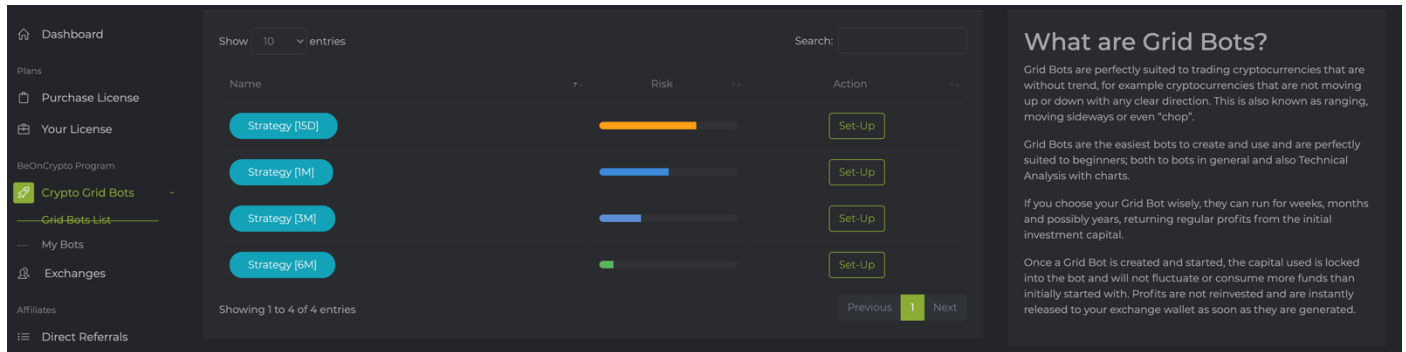 Dashboard
Plans
Purchase License
Your License
BeOnCrypto Program
Crypto Grid Bots
Grid Bots List
My Bots
Exchanges
Affiliates
Direct Referrals
Show 10 entries
Search:
Name Risk Action
Strategy [15D] Set-Up
Strategy [1M] Set-Up
Strategy [3M] Set-Up
Strategy [6M] Set-Up
Showing 1 to 4 of 4 entries
Previous 1 Next
What are Grid Bots?
Grid Bots are perfectly suited to trading cryptocurrencies that are
without trend, for example cryptocurrencies that are not moving
up or down with any clear direction. This is also known as ranging,
moving sideways or even “chop”.
Grid Bots are the easiest bots to create and use and are perfectly
suited to beginners; both to bots in general and also Technical
Analysis with charts.
If you choose your Grid Bot wisely, they can run for weeks, months
and possibly years, returning regular profits from the initial
investment capital.
Once a Grid Bot is created and started, the capital used is locked
into the bot and will not fluctuate or consume more funds than
initially started with. Profits are not reinvested and are instantly
released to your exchange wallet as soon as they are generated.